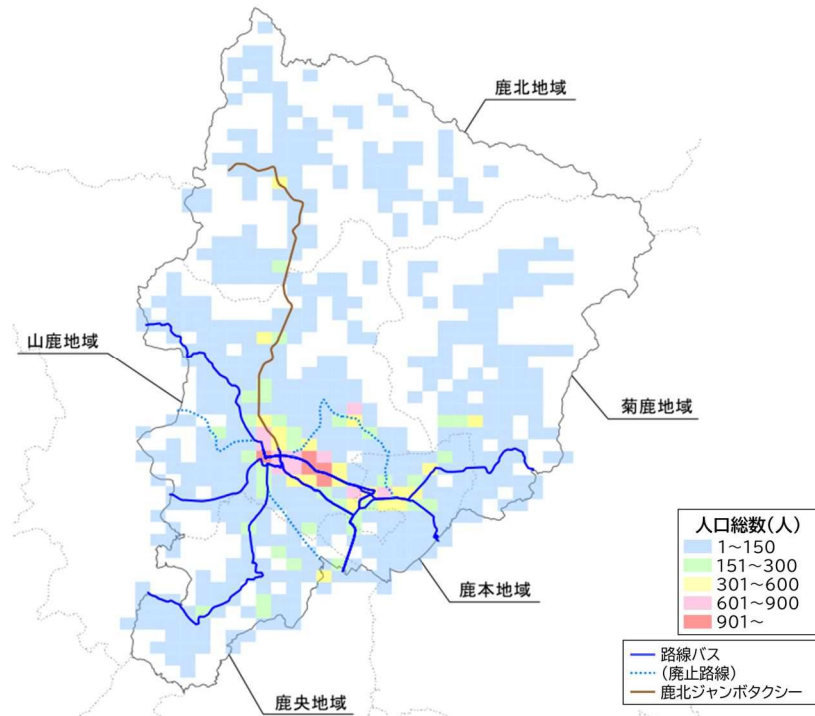 鹿北地域
山鹿地域
菊鹿地域
人口総数(人)
1～150
151～300
301～600
601～900
901～
鹿本地域
路線バス
(廃止路線)
鹿北ジャンボタクシー
鹿央地域